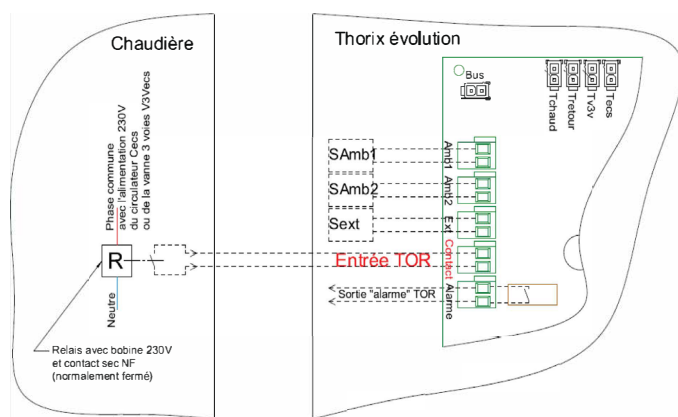 Chaudière
Thorix évolution
Phase commune
avec l'alimentation 230V
du circulateur Cecs
ou de la vanne 3 voies V3Vecs
R
Neutre
Relais avec bobine 230V
et contact sec NF
(normalement fermé)
Bus
Tchaud
Tretour
Tv3v
Tecs
SAmb1
Amb1
SAmb2
Amb2
Sext
Ext
Entrée TOR
Contact
Sortie "alarme" TOR
Alarme